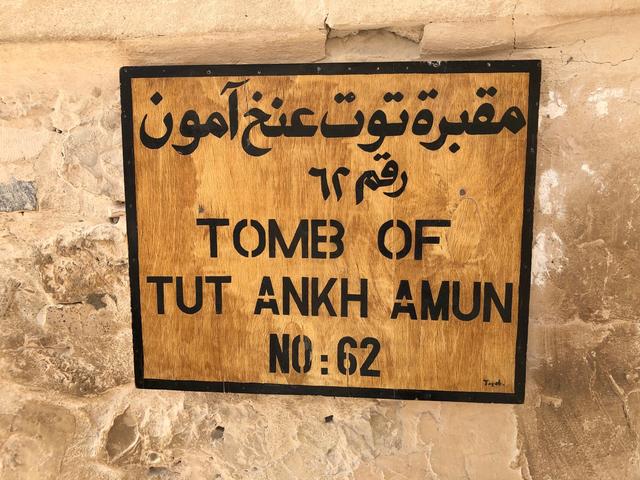 مقبرة توت عنخ آمون
رقم ٦٢
TOMB OF
TUT ANKH AMUN
NO:62